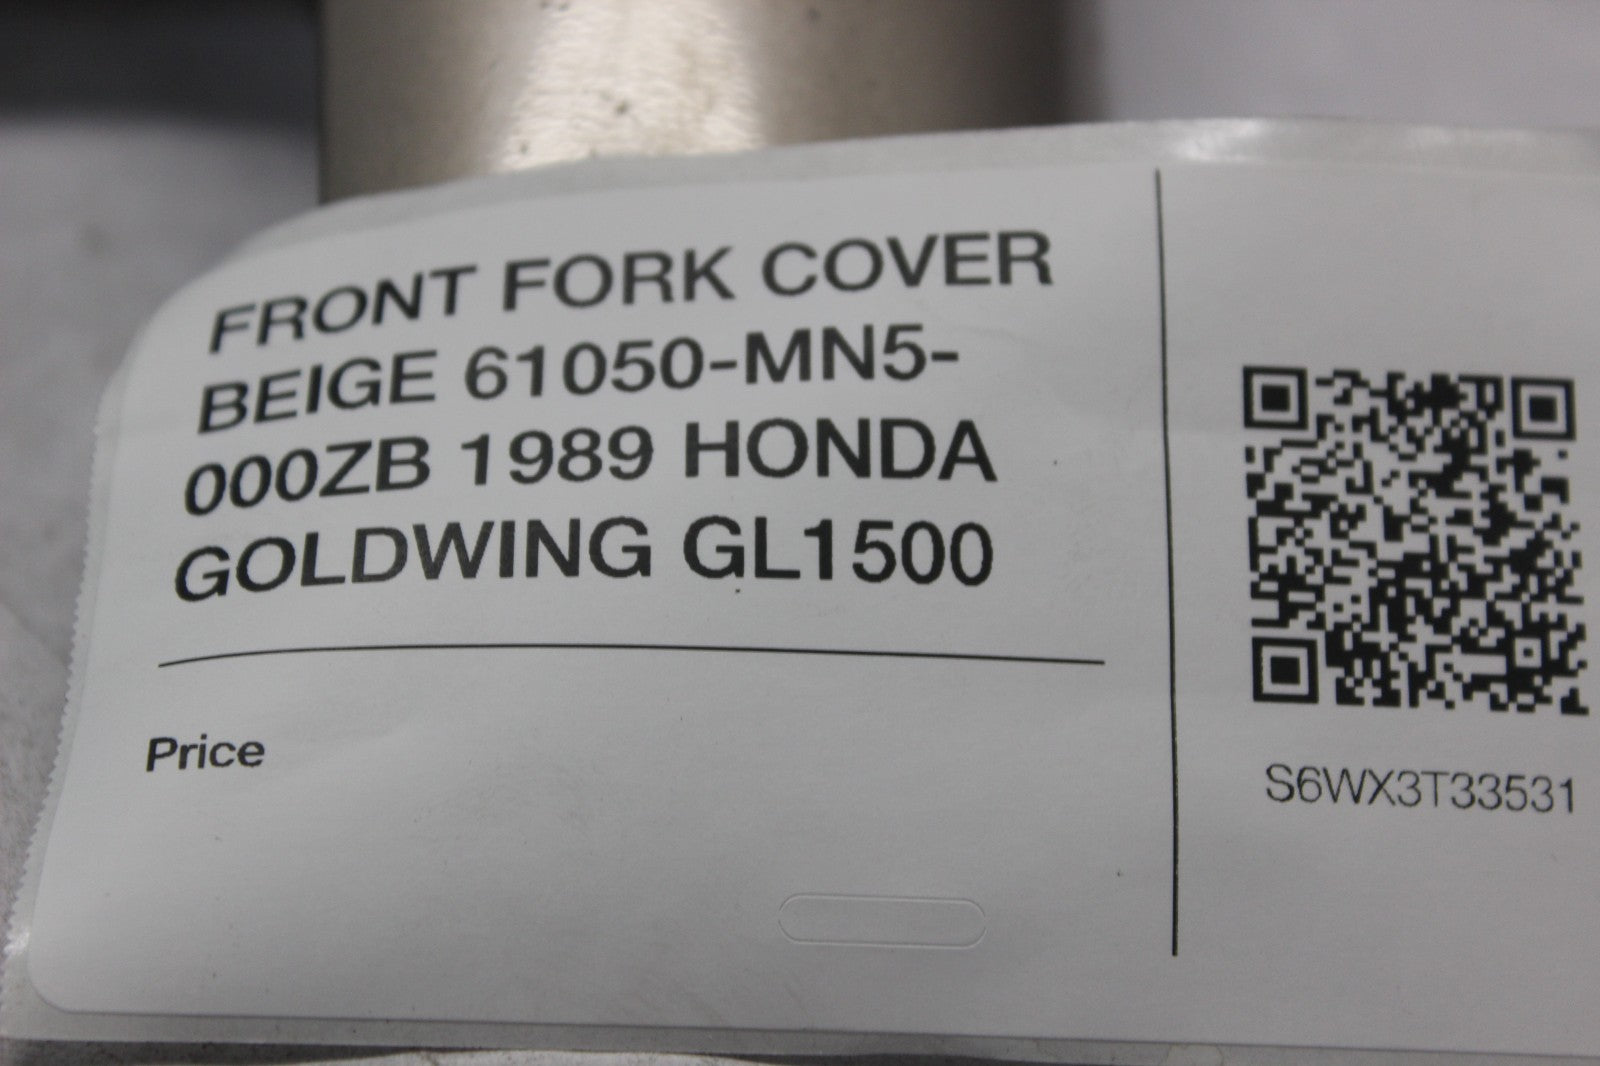 FRONT FORK COVER
BEIGE 61050-MN5-
000ZB 1989 HONDA
GOLDWING GL1500
Price
S6WX3T33531